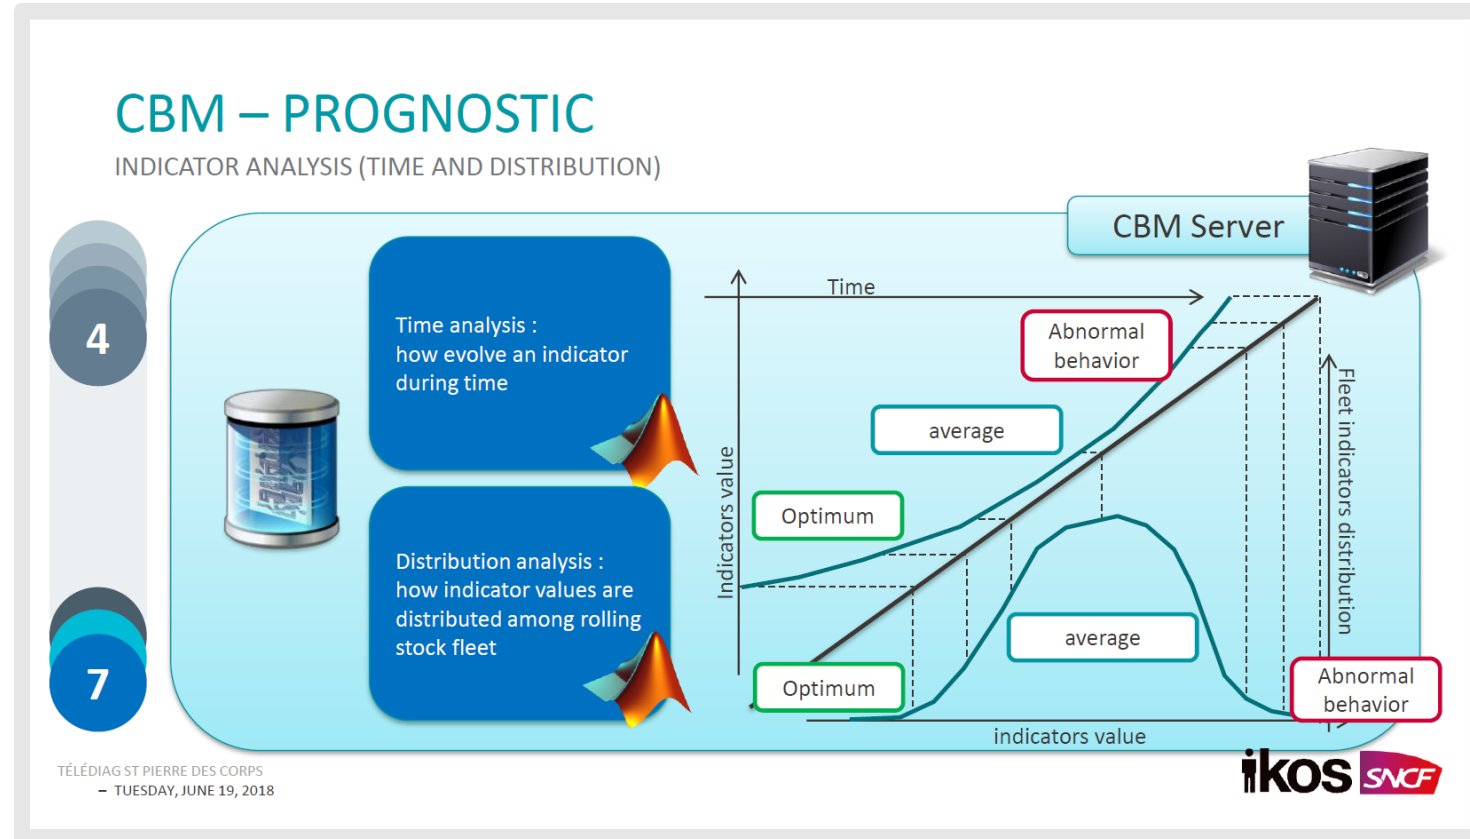 CBM – PROGNOSTIC
INDICATOR ANALYSIS (TIME AND DISTRIBUTION)
CBM Server
4
7
Time analysis :
how evolve an indicator
during time
Distribution analysis :
how indicator values are
distributed among rolling
stock fleet
Time
Indicators value
Abnormal
behavior
average
Optimum
Fleet indicators distribution
average
Optimum
Abnormal
behavior
indicators value
TÉLÉDIAG ST PIERRE DES CORPS
– TUESDAY, JUNE 19, 2018
ikos
SNCF